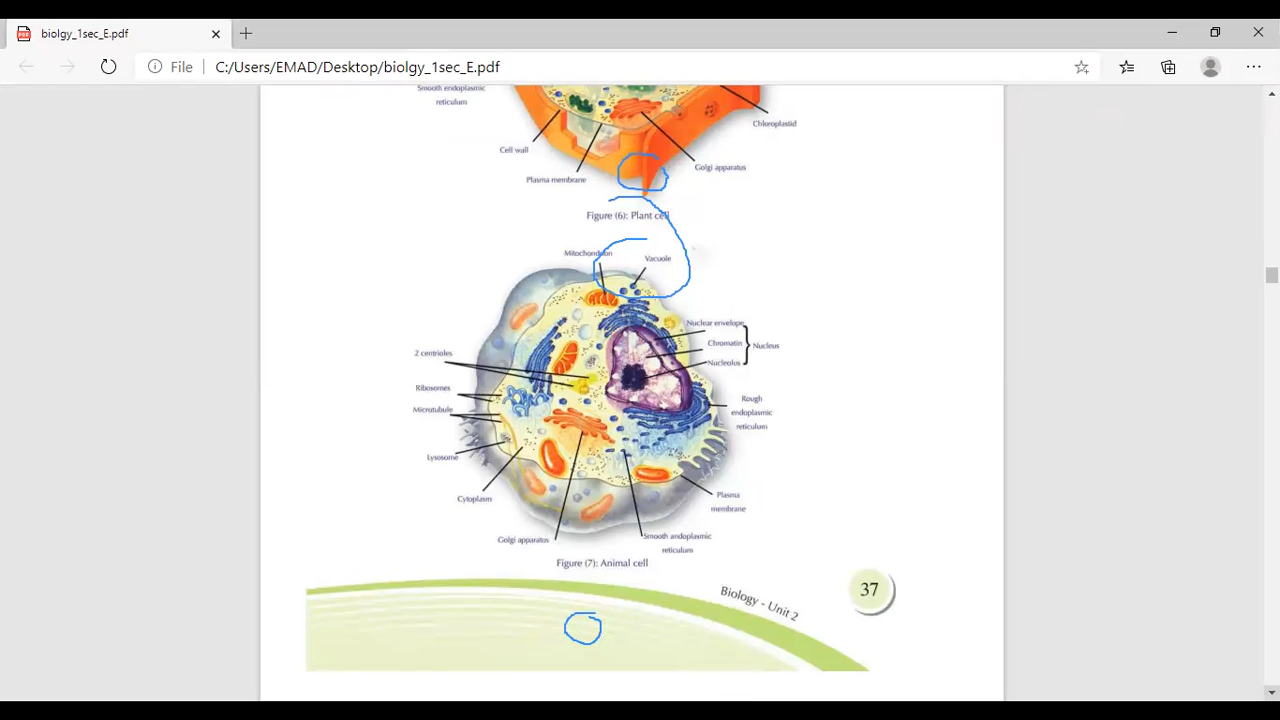 biolgy_1sec_E.pdf
File
C:/Users/EMAD/Desktop/biolgy_1sec_E.pdf
Smooth endoplasmic
reticulum
Chloroplastid
Cell wall
Golgi apparatus
Plasma membrane
Figure (6): Plant cell
Mitochondrion
Vacuole
Nuclear envelope
Chromatin
Nucleus
Nucleolus
2 centrioles
Ribosomes
Microtubule
Rough
endoplasmic
reticulum
Lysosome
Cytoplasm
Plasma
membrane
Golgi apparatus
Smooth andoplasmic
reticulum
Figure (7): Animal cell
Biology - Unit 2
37